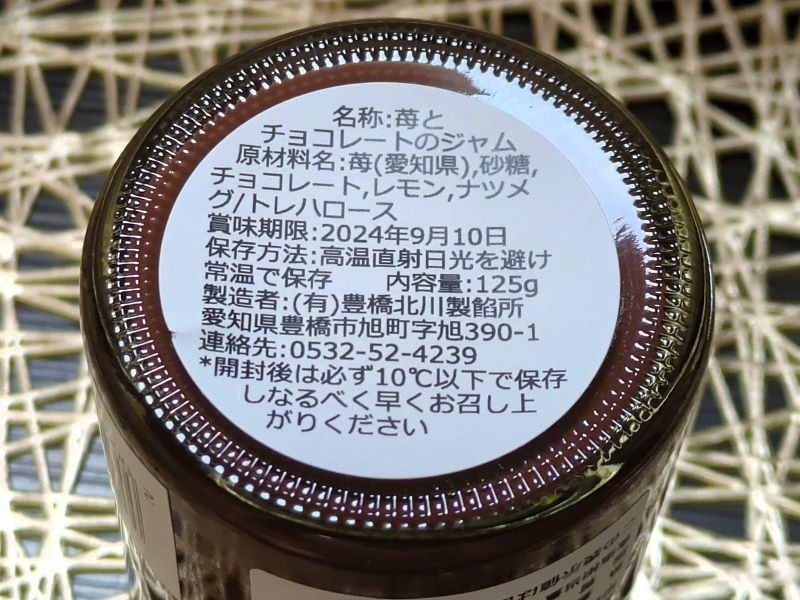 名称:苺と
チョコレートのジャム
原材料名:苺(愛知県),砂糖,
チョコレート,レモン,ナツメ
グ/トレハロース
賞味期限:2024年9月10日
保存方法:高温直射日光を避け
常温で保存 内容量:125g
製造者:(有)豊橋北川製餡所
愛知県豊橋市旭町字旭390-1
連絡先:0532-52-4239
*開封後は必ず10℃以下で保存
しなるべく早くお召し上
がりください